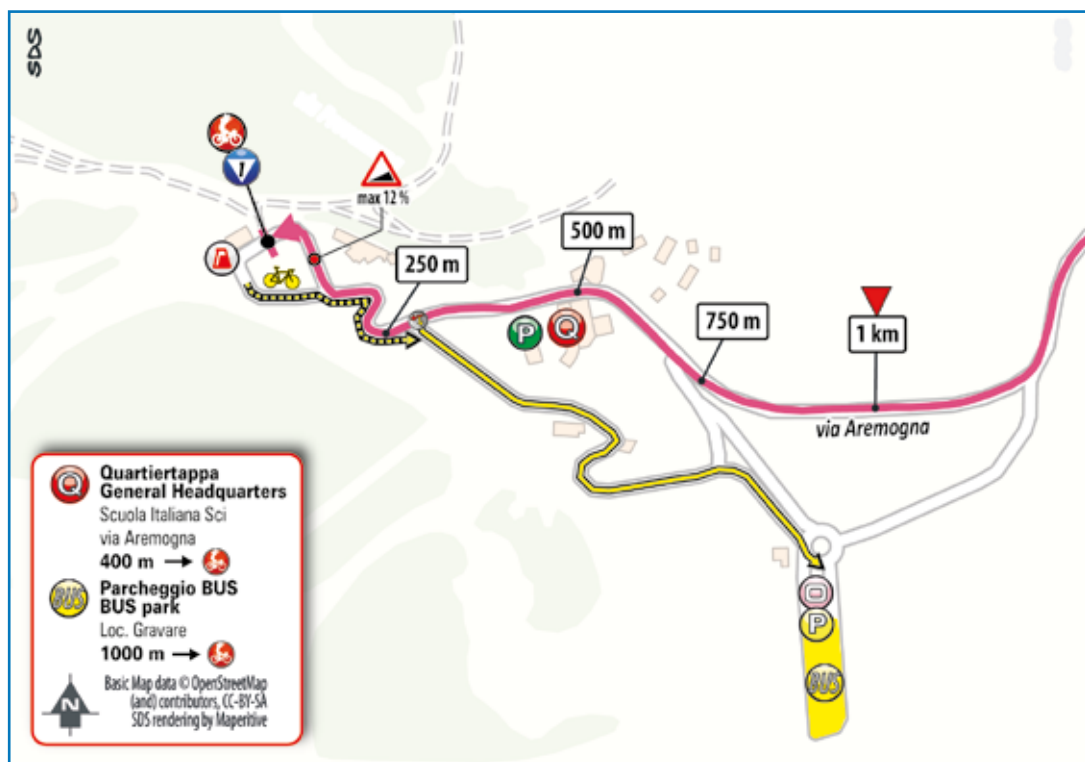 SDS
max 12 %
250 m
500 m
750 m
1 km
via Aremogna
P
Q
Q
Quartiertappa
General Headquarters
Scuola Italiana Sci
via Aremogna
400 m
BUS
Parcheggio BUS
BUS park
Loc. Gravare
1000 m
N
Basic Map data © OpenStreetMap
(and) contributors, CC-BY-SA
SDS rendering by Maperitive
P
BUS